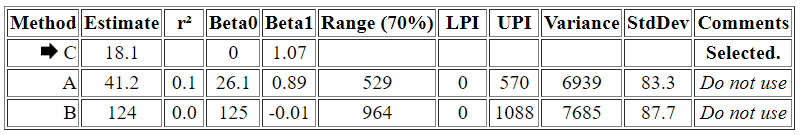 Method Estimate r² Beta0 Beta1 Range (70%) LPI UPI Variance StdDev Comments
🡆 C 18.1 0 1.07 Selected.
A 41.2 0.1 26.1 0.89 529 0 570 6939 83.3 Do not use
B 124 0.0 125 -0.01 964 0 1088 7685 87.7 Do not use